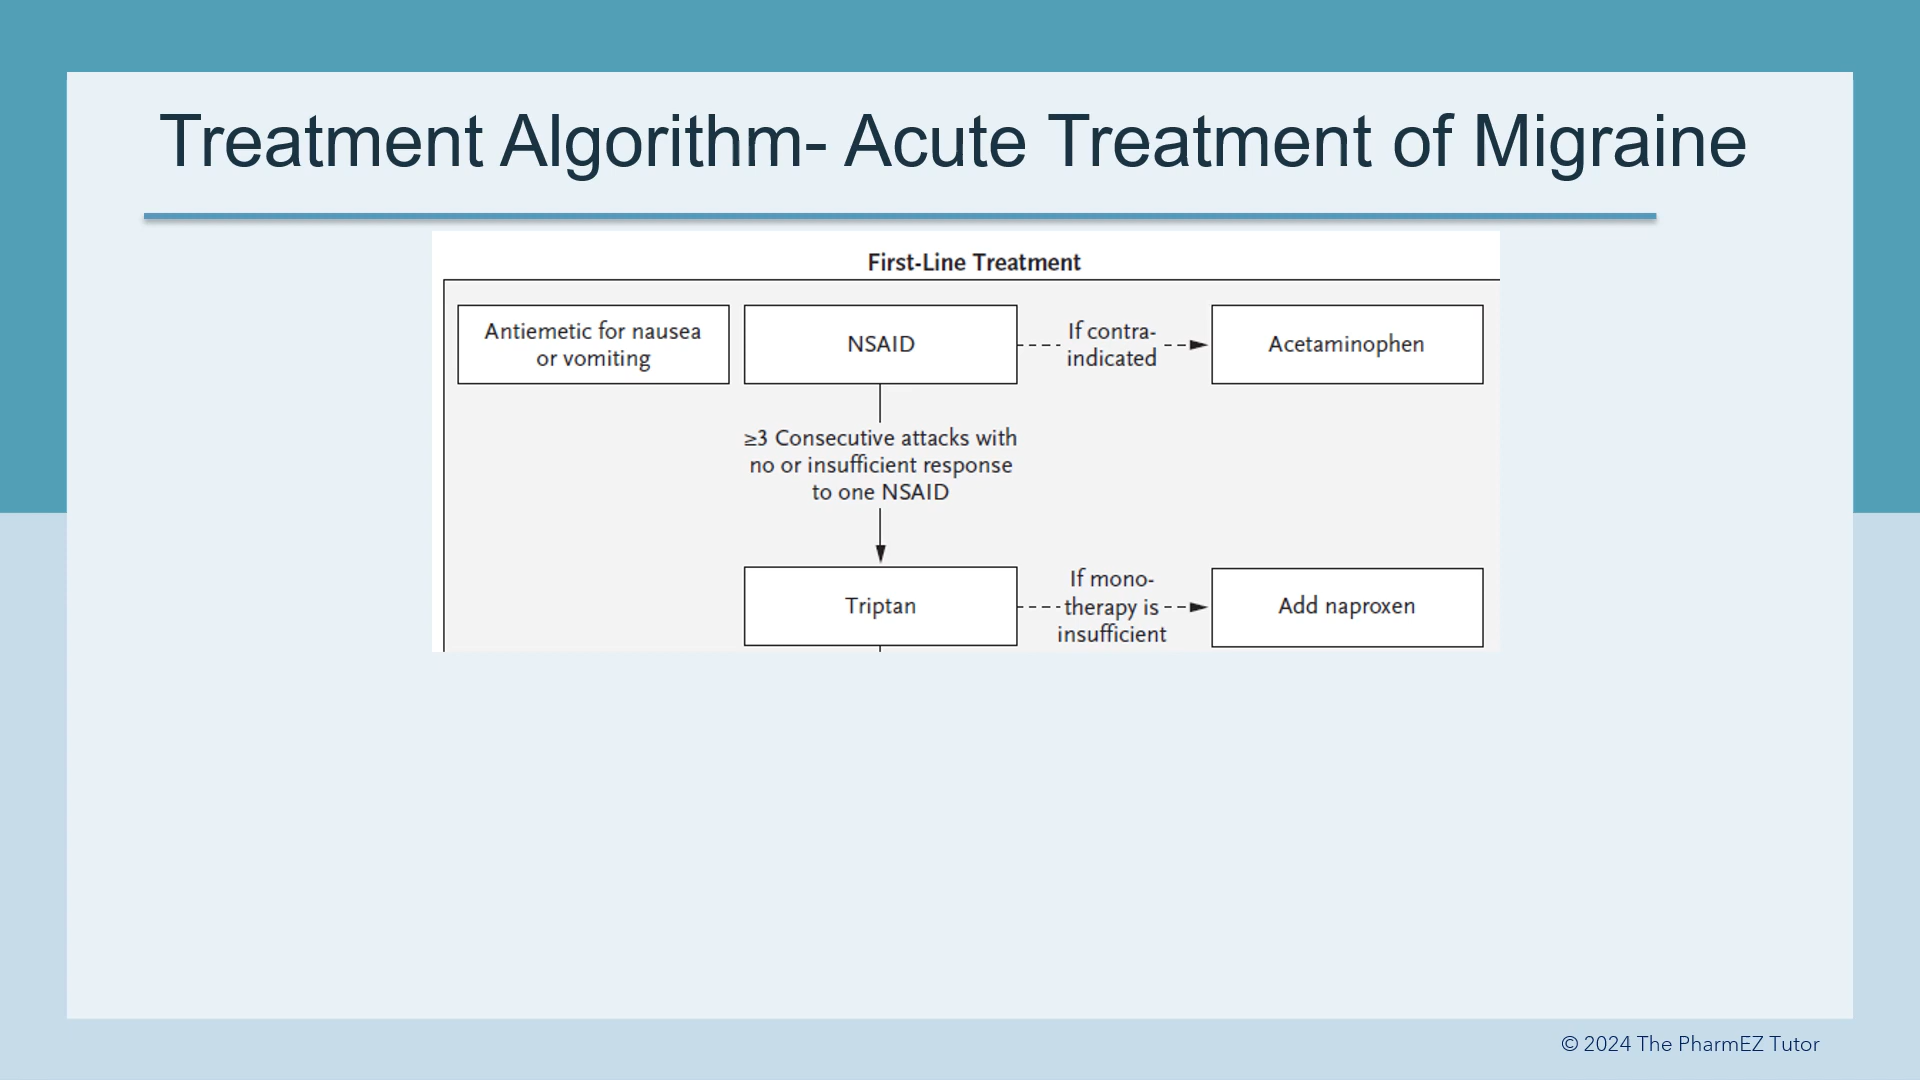 Treatment Algorithm- Acute Treatment of Migraine
First-Line Treatment
Antiemetic for nausea
or vomiting
NSAID
If contra-
indicated
Acetaminophen
≥3 Consecutive attacks with
no or insufficient response
to one NSAID
Triptan
If mono-
therapy is
insufficient
Add naproxen
© 2024 The PharmEZ Tutor